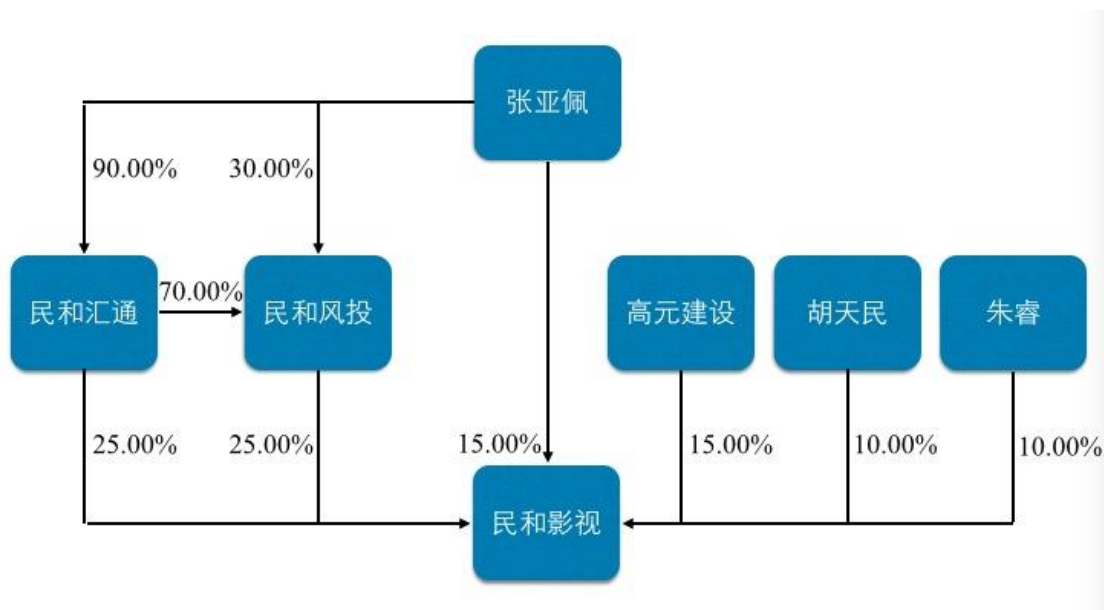 张亚佩
90.00%
30.00%
民和汇通
70.00%
民和风投
高元建设
胡天民
朱睿
25.00%
25.00%
15.00%
15.00%
10.00%
10.00%
民和影视